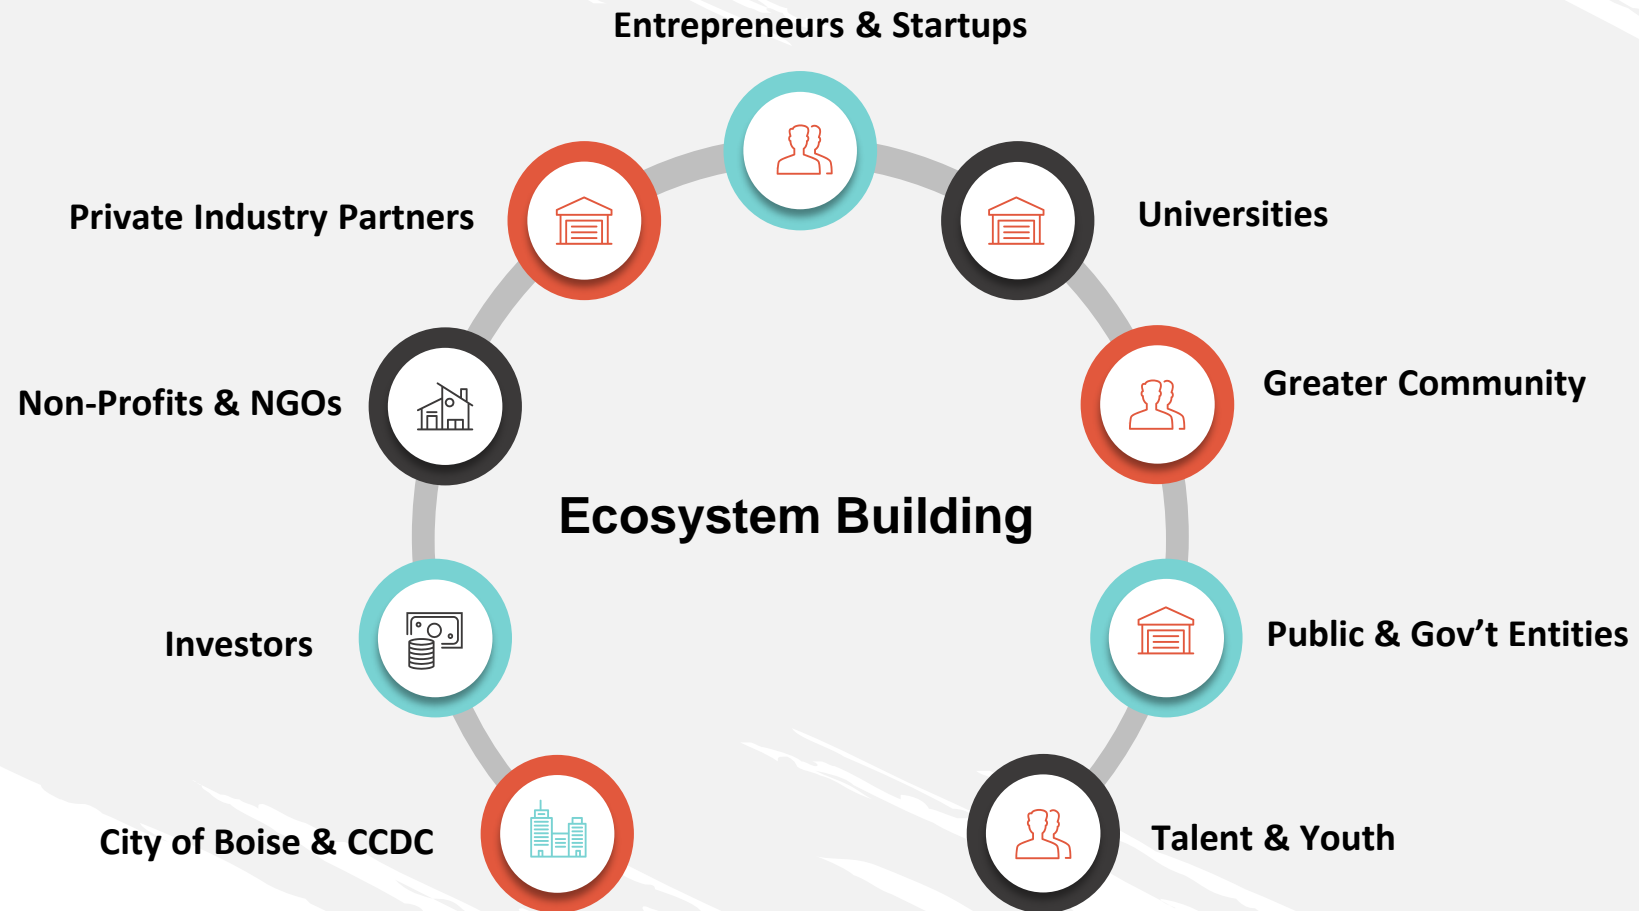 Entrepreneurs & Startups
Private Industry Partners
Universities
Non-Profits & NGOs
Greater Community
Ecosystem Building
Investors
Public & Gov’t Entities
City of Boise & CCDC
Talent & Youth